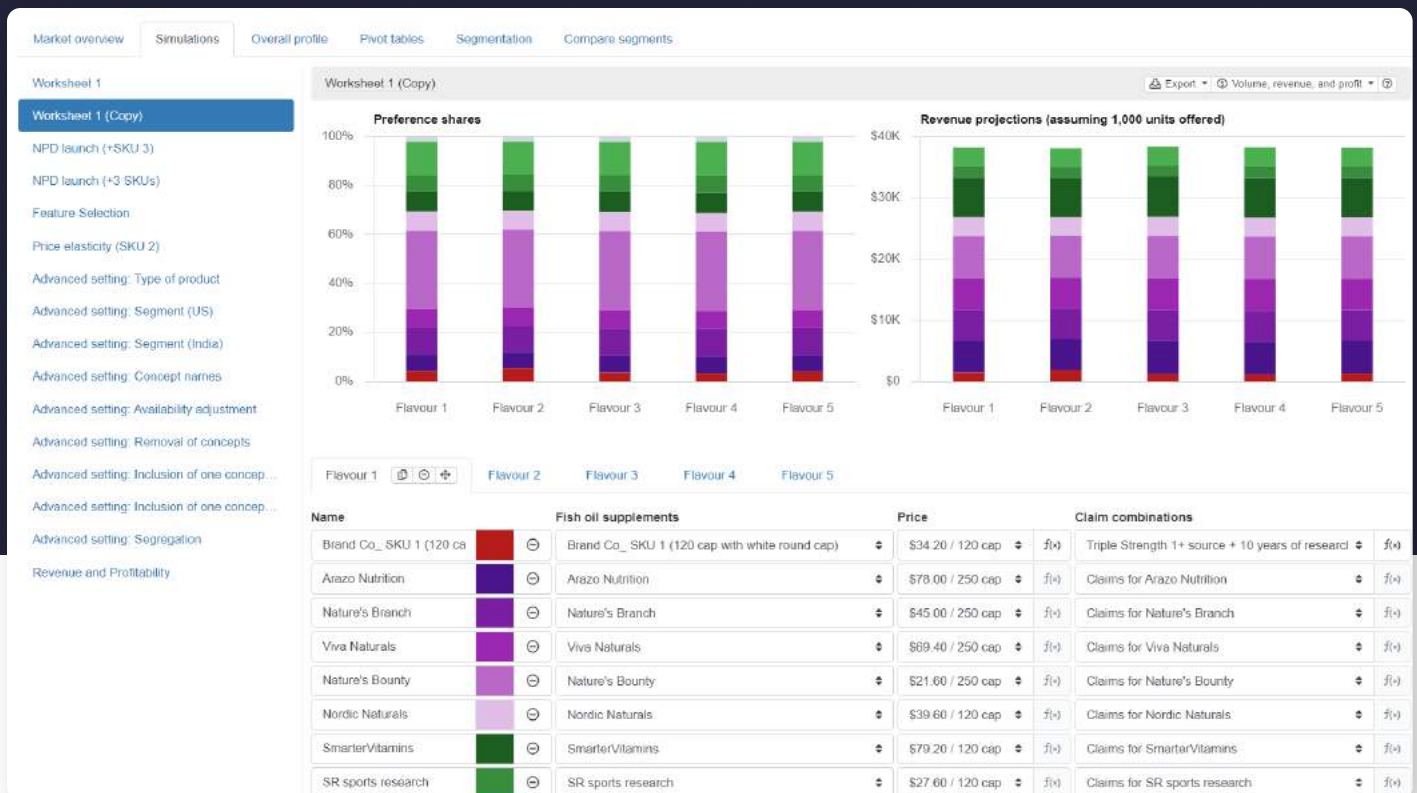 Market overview Simulations Overall profile Pivot tables Segmentation Compare segments
Worksheet 1
Worksheet 1 (Copy)
NPD launch (+SKU 3)
NPD launch (+3 SKUs)
Feature Selection
Price elasticity (SKU 2)
Advanced setting: Type of product
Advanced setting: Segment (US)
Advanced setting: Segment (India)
Advanced setting: Concept names
Advanced setting: Availability adjustment
Advanced setting: Removal of concepts
Advanced setting: Inclusion of one concep...
Advanced setting: Inclusion of one concep...
Advanced setting: Segregation
Revenue and Profitability
Worksheet 1 (Copy) Export Volume, revenue, and profit
Preference shares
100%
80%
60%
40%
20%
0%
Flavour 1 Flavour 2 Flavour 3 Flavour 4 Flavour 5
Revenue projections (assuming 1,000 units offered)
$40K
$30K
$20K
$10K
$0
Flavour 1 Flavour 2 Flavour 3 Flavour 4 Flavour 5
Flavour 1 Flavour 2 Flavour 3 Flavour 4 Flavour 5
Name Fish oil supplements Price Claim combinations
Brand Co_ SKU 1 (120 ca Brand Co_ SKU 1 (120 cap with white round cap) $34.20 / 120 cap f(×) Triple Strength 1+ source + 10 years of research f(×)
Arazo Nutrition Arazo Nutrition $78.00 / 250 cap f(×) Claims for Arazo Nutrition f(×)
Nature's Branch Nature's Branch $45.00 / 250 cap f(×) Claims for Nature's Branch f(×)
Viva Naturals Viva Naturals $69.40 / 250 cap f(×) Claims for Viva Naturals f(×)
Nature's Bounty Nature's Bounty $21.60 / 250 cap f(×) Claims for Nature's Bounty f(×)
Nordic Naturals Nordic Naturals $39.60 / 120 cap f(×) Claims for Nordic Naturals f(×)
SmarterVitamins SmarterVitamins $79.20 / 120 cap f(×) Claims for SmarterVitamins f(×)
SR sports research SR sports research $27.60 / 120 cap f(×) Claims for SR sports research f(×)